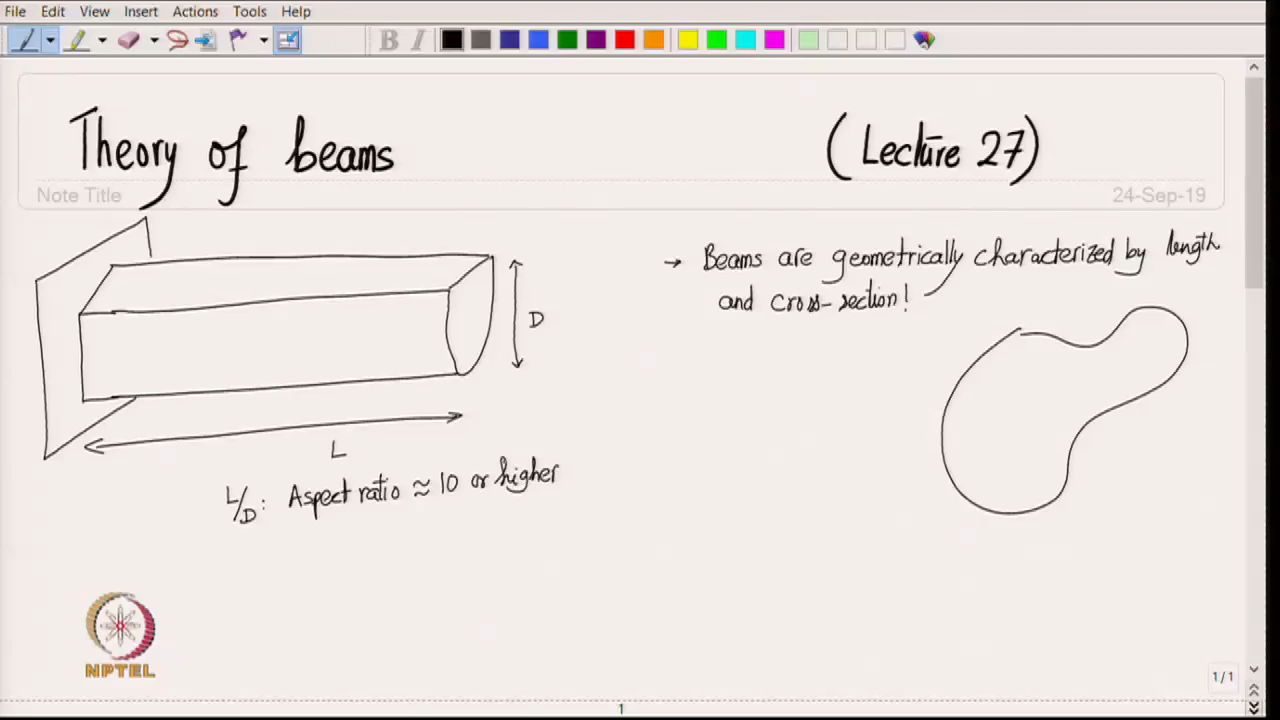 File Edit View Insert Actions Tools Help
B I
Theory of beams
(Lecture 27)
Note Title
24-Sep-19
→ Beams are geometrically characterized by length
and cross-section!
D
L
L/D: Aspect ratio ≈ 10 or higher
NPTEL
1/1
1